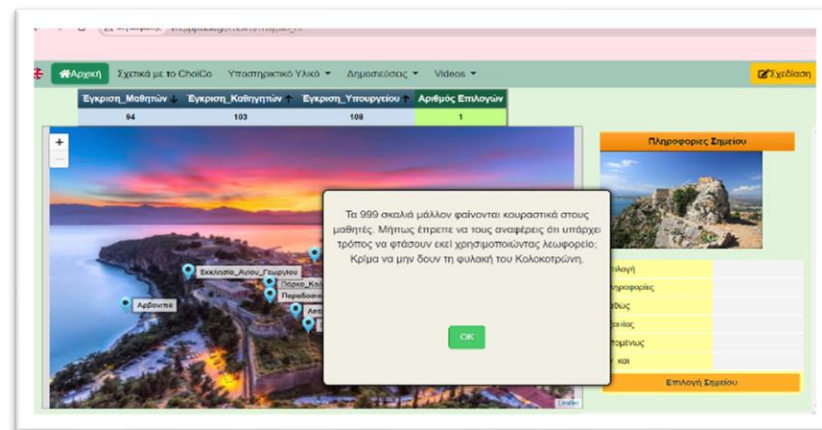 Αρχική Σχετικά με το ChoiCo Υποστηρικτικό Υλικό Δημοσιεύσεις Videos Σχεδίαση
Έγκριση_Μαθητών Έγκριση_Καθηγητών Έγκριση_Υπουργείου Αριθμός Επιλογών
94 103 108 1
+
−
Πληροφορίες Σημείου
Τα 999 σκαλιά μάλλον φαίνονται κουραστικά στους
μαθητές. Μήπως έπρεπε να τους αναφέρεις ότι υπάρχει
τρόπος να φτάσουν εκεί χρησιμοποιώντας λεωφορείο;
Κρίμα να μην δουν τη φυλακή του Κολοκοτρώνη.
Εκκλησία_Αγίου_Γεωργίου
Αρβανιτιά
OK
Επιλογή Σημείου
Leaflet